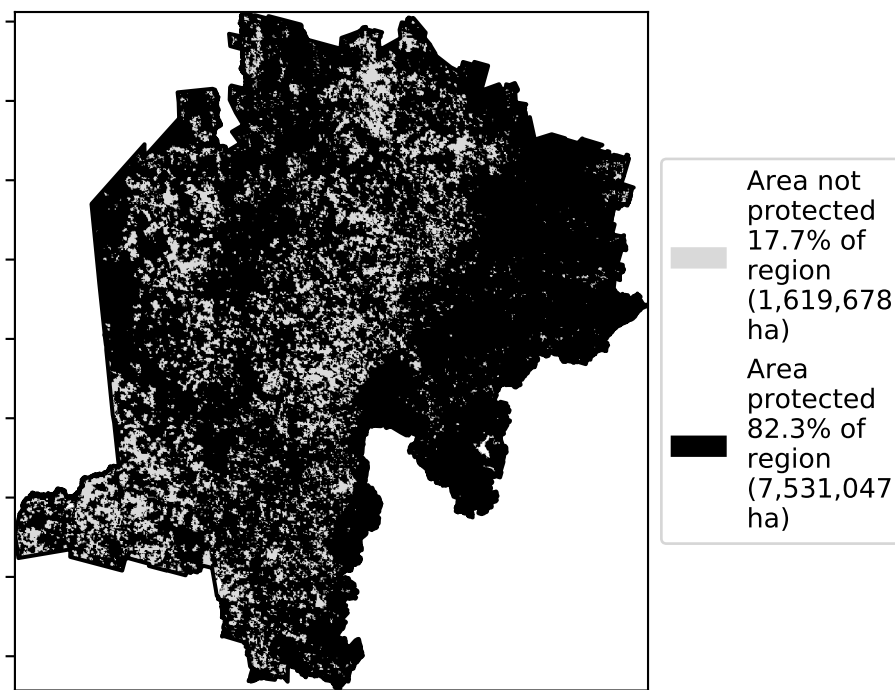 Area not
protected
17.7% of
region
(1,619,678
ha)
Area
protected
82.3% of
region
(7,531,047
ha)